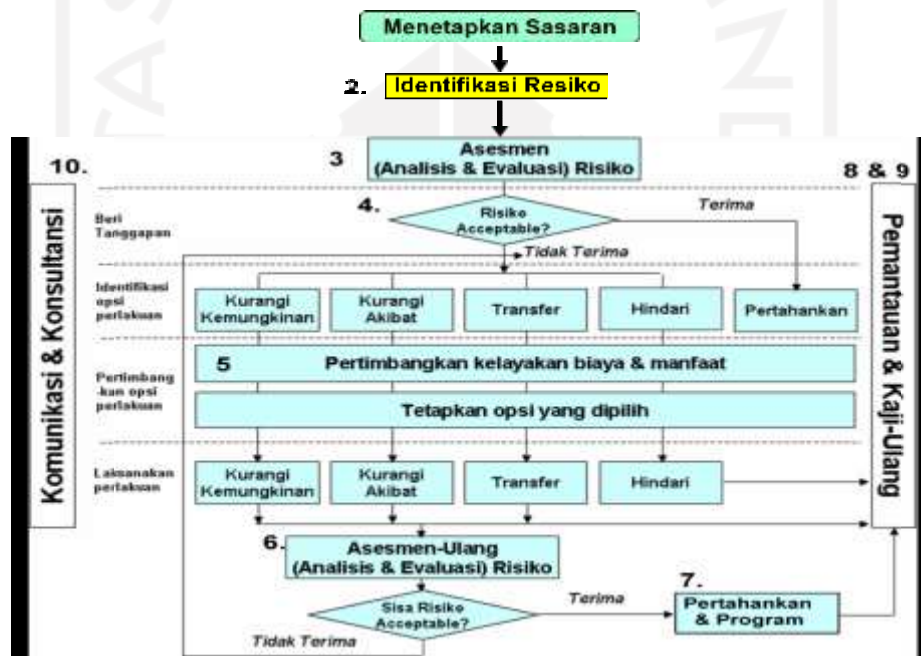 Menetapkan Sasaran
2. Identifikasi Resiko
3 Asesmen
(Analisis & Evaluasi) Risiko
10.
8 & 9
Komunikasi & Konsultansi
Pemantauan & Kaji-Ulang
Beri
Tanggapan
4.
Risiko
Acceptable?
Terima
Tidak Terima
Identifikasi
opsi
perlakuan
Kurangi
Kemungkinan
Kurangi
Akibat
Transfer
Hindari
Pertahankan
Pertimbang
-kan opsi
perlakuan
5 Pertimbangkan kelayakan biaya & manfaat
Tetapkan opsi yang dipilih
Laksanakan
perlakuan
Kurangi
Kemungkinan
Kurangi
Akibat
Transfer
Hindari
6. Asesmen-Ulang
(Analisis & Evaluasi) Risiko
Sisa Risiko
Acceptable?
Terima
7.
Pertahankan
& Program
Tidak Terima